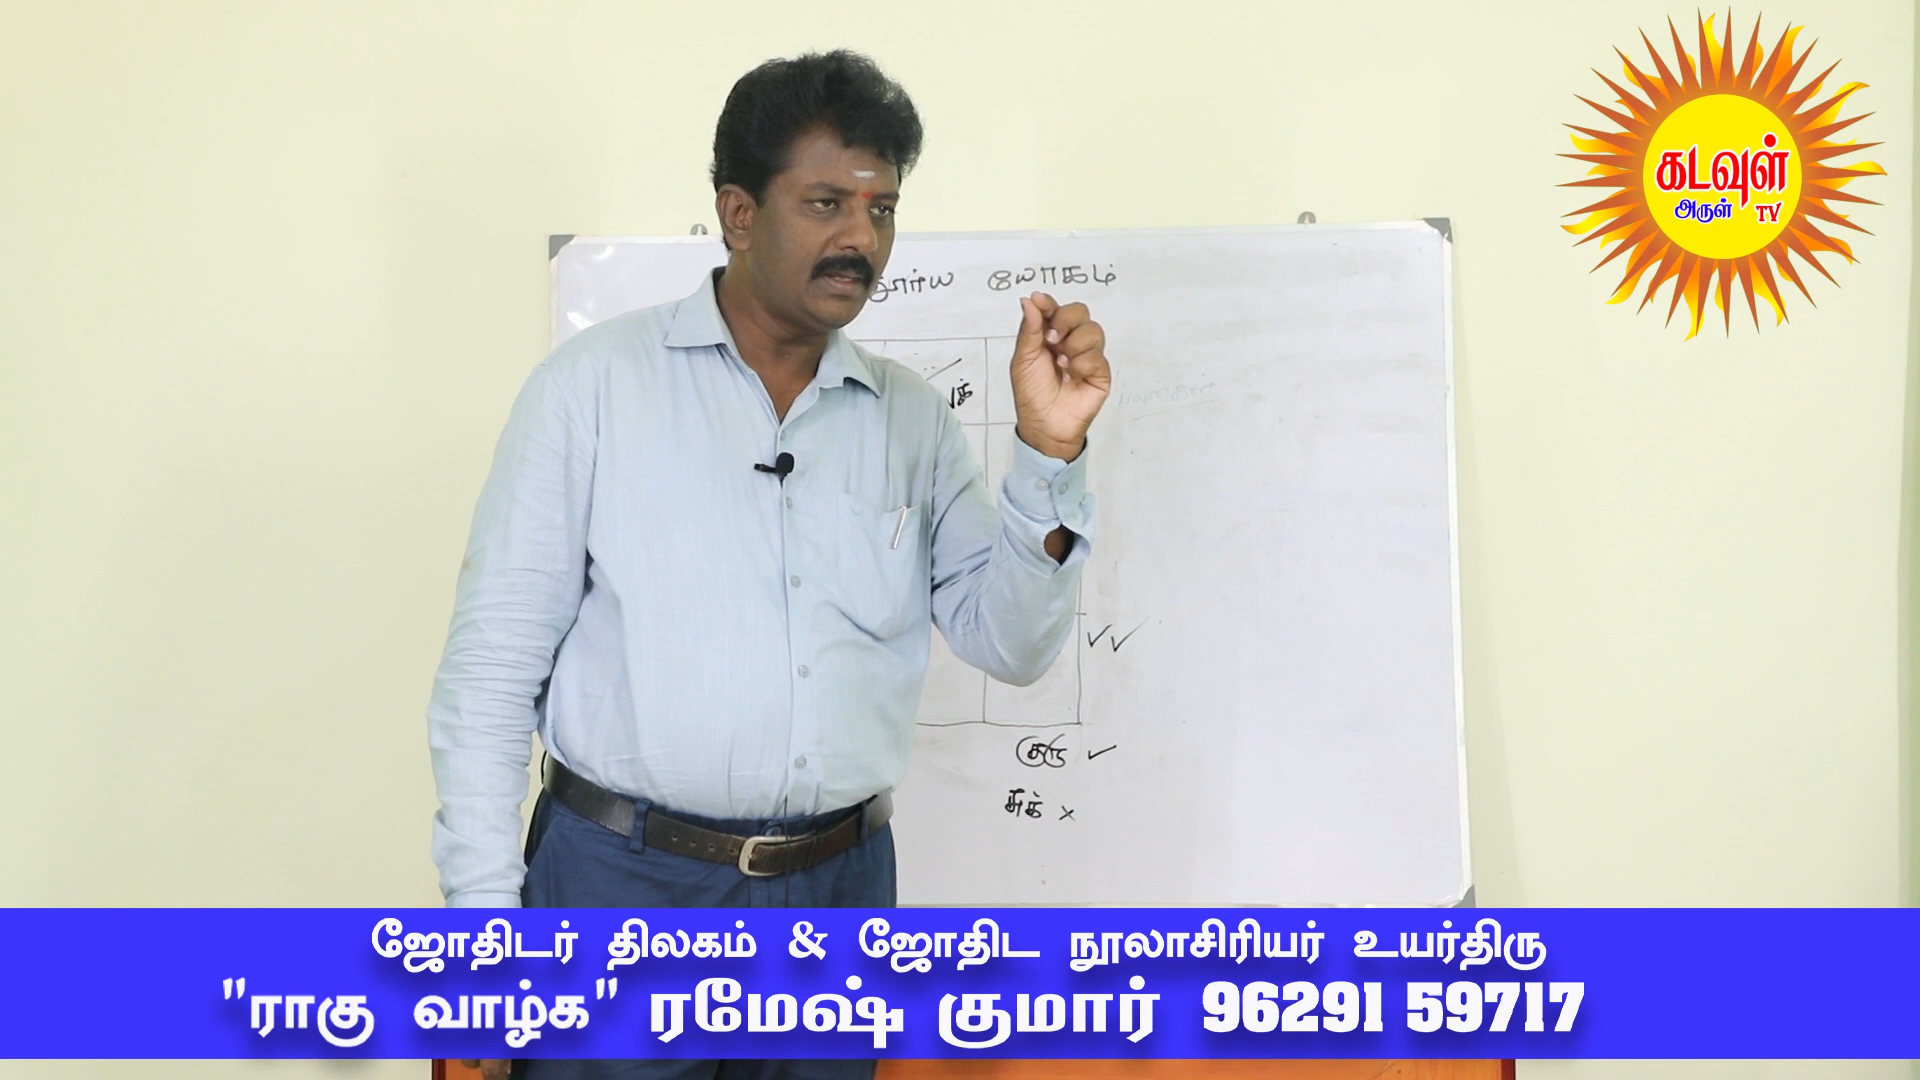 கடவுள்
அருள் TV
யோகம்
குரு ✓
சுக் ×
ஜோதிடர் திலகம் & ஜோதிட நூலாசிரியர் உயர்திரு
"ராகு வாழ்க" ரமேஷ் குமார் 96291 59717